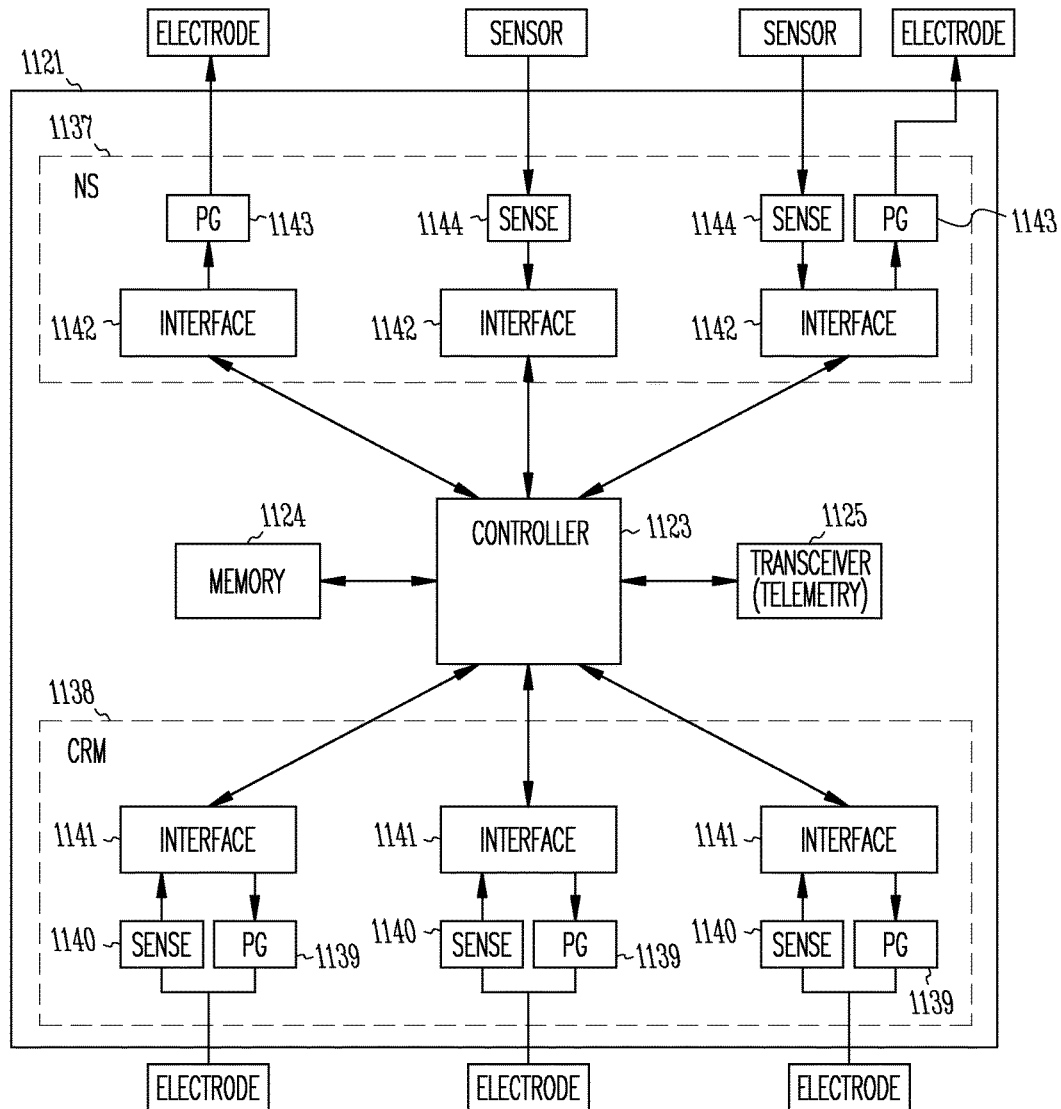 ELECTRODE
SENSOR
SENSOR
ELECTRODE
1121
1137
NS
PG
1143
1144
SENSE
1144
SENSE
PG
1143
1142
INTERFACE
1142
INTERFACE
1142
INTERFACE
1124
MEMORY
CONTROLLER
1123
1125
TRANSCEIVER
(TELEMETRY)
1138
CRM
1141
INTERFACE
1141
INTERFACE
1141
INTERFACE
1140
SENSE
PG
1139
1140
SENSE
PG
1139
1140
SENSE
PG
1139
ELECTRODE
ELECTRODE
ELECTRODE